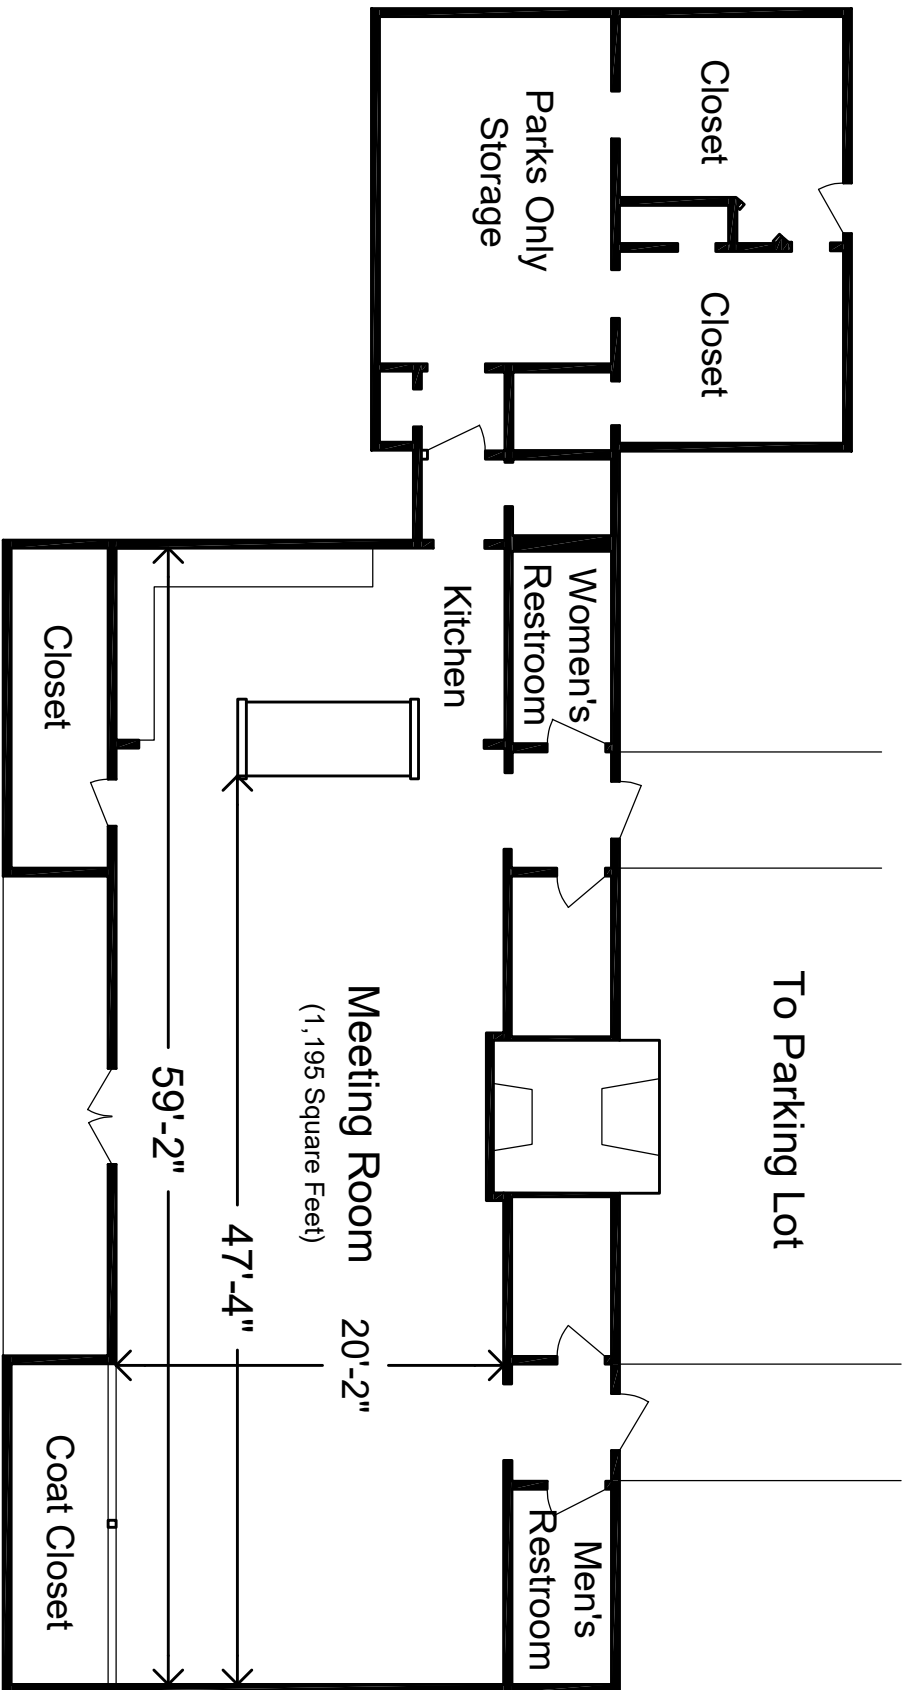 To Parking Lot
Closet
Closet
Women's
Restroom
Men's
Restroom
Parks Only
Storage
Kitchen
Meeting Room
20'-2"
(1,195 Square Feet)
47'-4"
59'-2"
Closet
Coat Closet